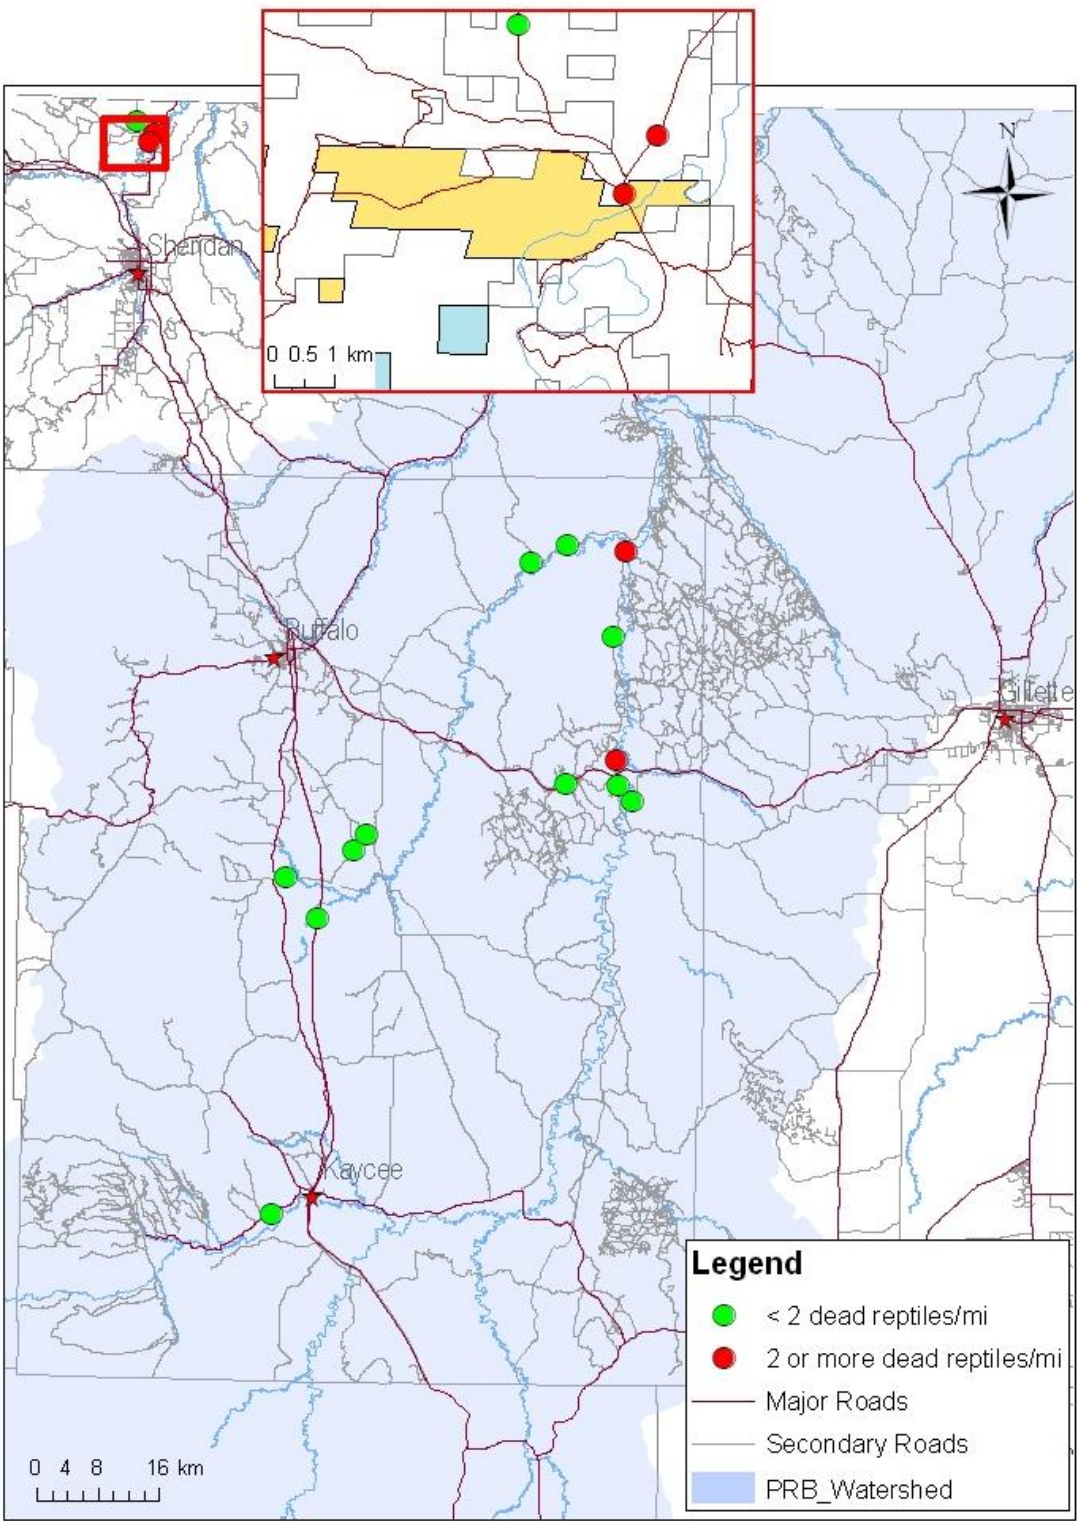 N
Sheridan
0 0.5 1 km
Buffalo
Gillette
Kaycee
Legend
< 2 dead reptiles/mi
2 or more dead reptiles/mi
Major Roads
Secondary Roads
PRB_Watershed
0 4 8 16 km